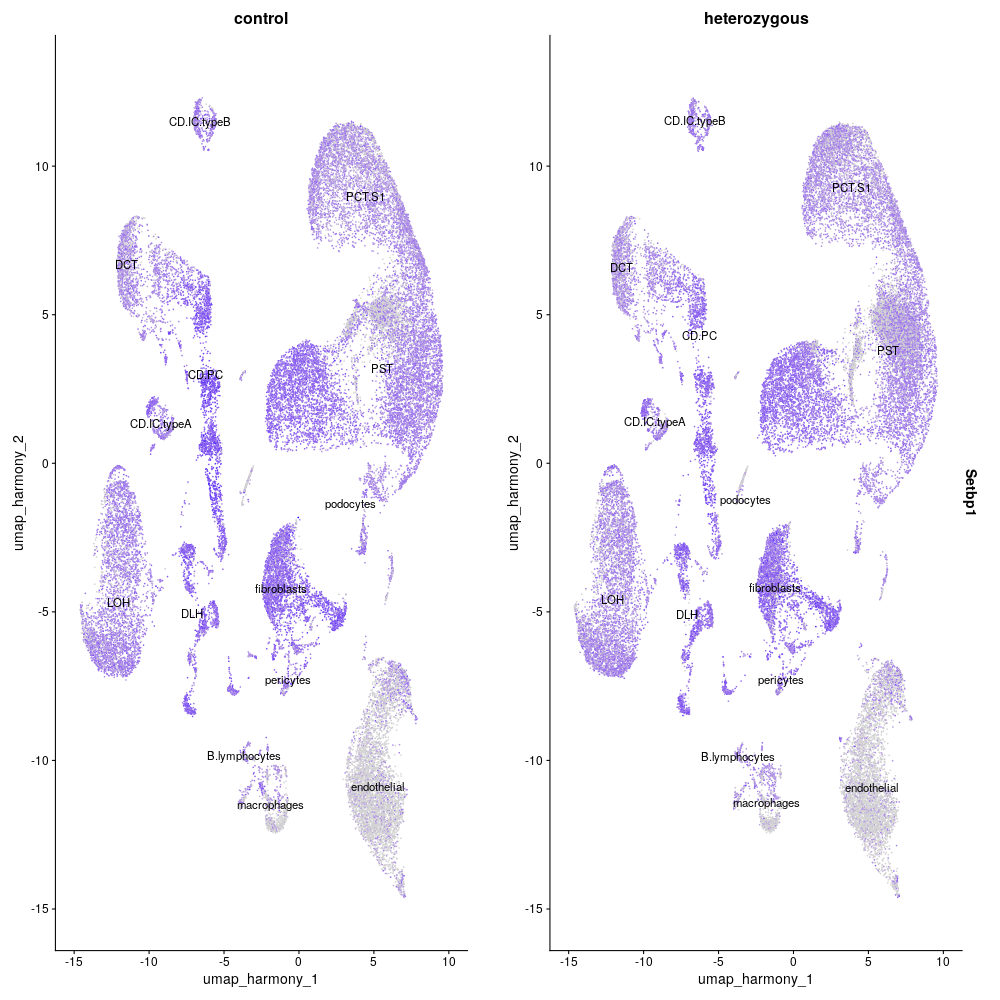 control
heterozygous
CD.IC.typeB
PCT.S1
DCT
CD.PC
PST
CD.IC.typeA
podocytes
fibroblasts
LOH
DLH
pericytes
B.lymphocytes
macrophages
endothelial
10
5
0
-5
-10
-15
umap_harmony_2
-15
-10
-5
0
5
10
umap_harmony_1
CD.IC.typeB
PCT.S1
DCT
CD.PC
PST
CD.IC.typeA
podocytes
fibroblasts
LOH
DLH
pericytes
B.lymphocytes
macrophages
endothelial
10
5
0
-5
-10
-15
umap_harmony_2
-15
-10
-5
0
5
10
umap_harmony_1
Setbp1